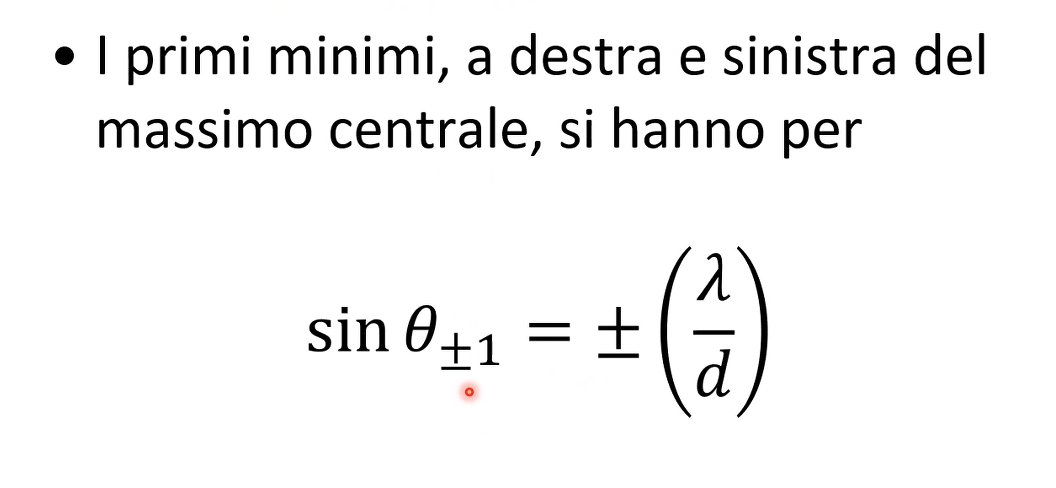 • I primi minimi, a destra e sinistra del
massimo centrale, si hanno per
sin θ±1 = ± (λ/d)